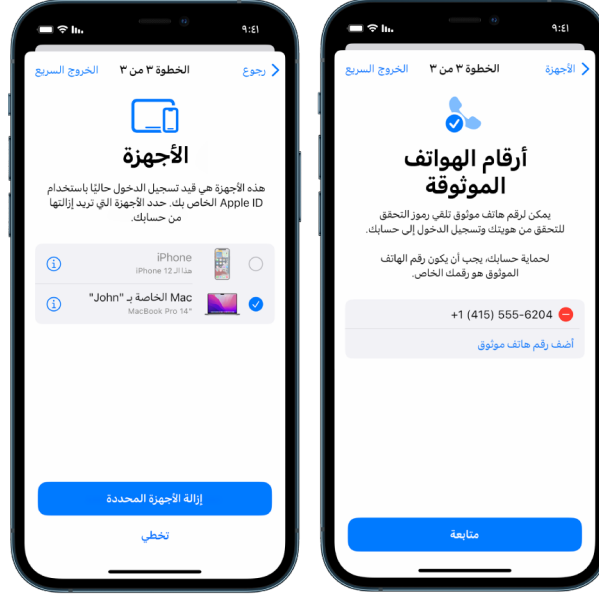 ٩:٤١
رجوع
الخطوة ٣ من ٣
الخروج السريع
الأجهزة
هذه الأجهزة هي قيد تسجيل الدخول حاليًا باستخدام
Apple ID الخاص بك. حدد الأجهزة التي تريد إزالتها
من حسابك.
iPhone
هذا الـ iPhone 12
Mac الخاصة بـ "John"
MacBook Pro 14"
إزالة الأجهزة المحددة
تخطي
٩:٤١
الأجهزة
الخطوة ٣ من ٣
الخروج السريع
أرقام الهواتف
الموثوقة
يمكن لرقم هاتف موثوق تلقي رموز التحقق
للتحقق من هويتك وتسجيل الدخول إلى حسابك.
لحماية حسابك، يجب أن يكون رقم الهاتف
الموثوق هو رقمك الخاص.
+1 (415) 555-6204
أضف رقم هاتف موثوق
متابعة